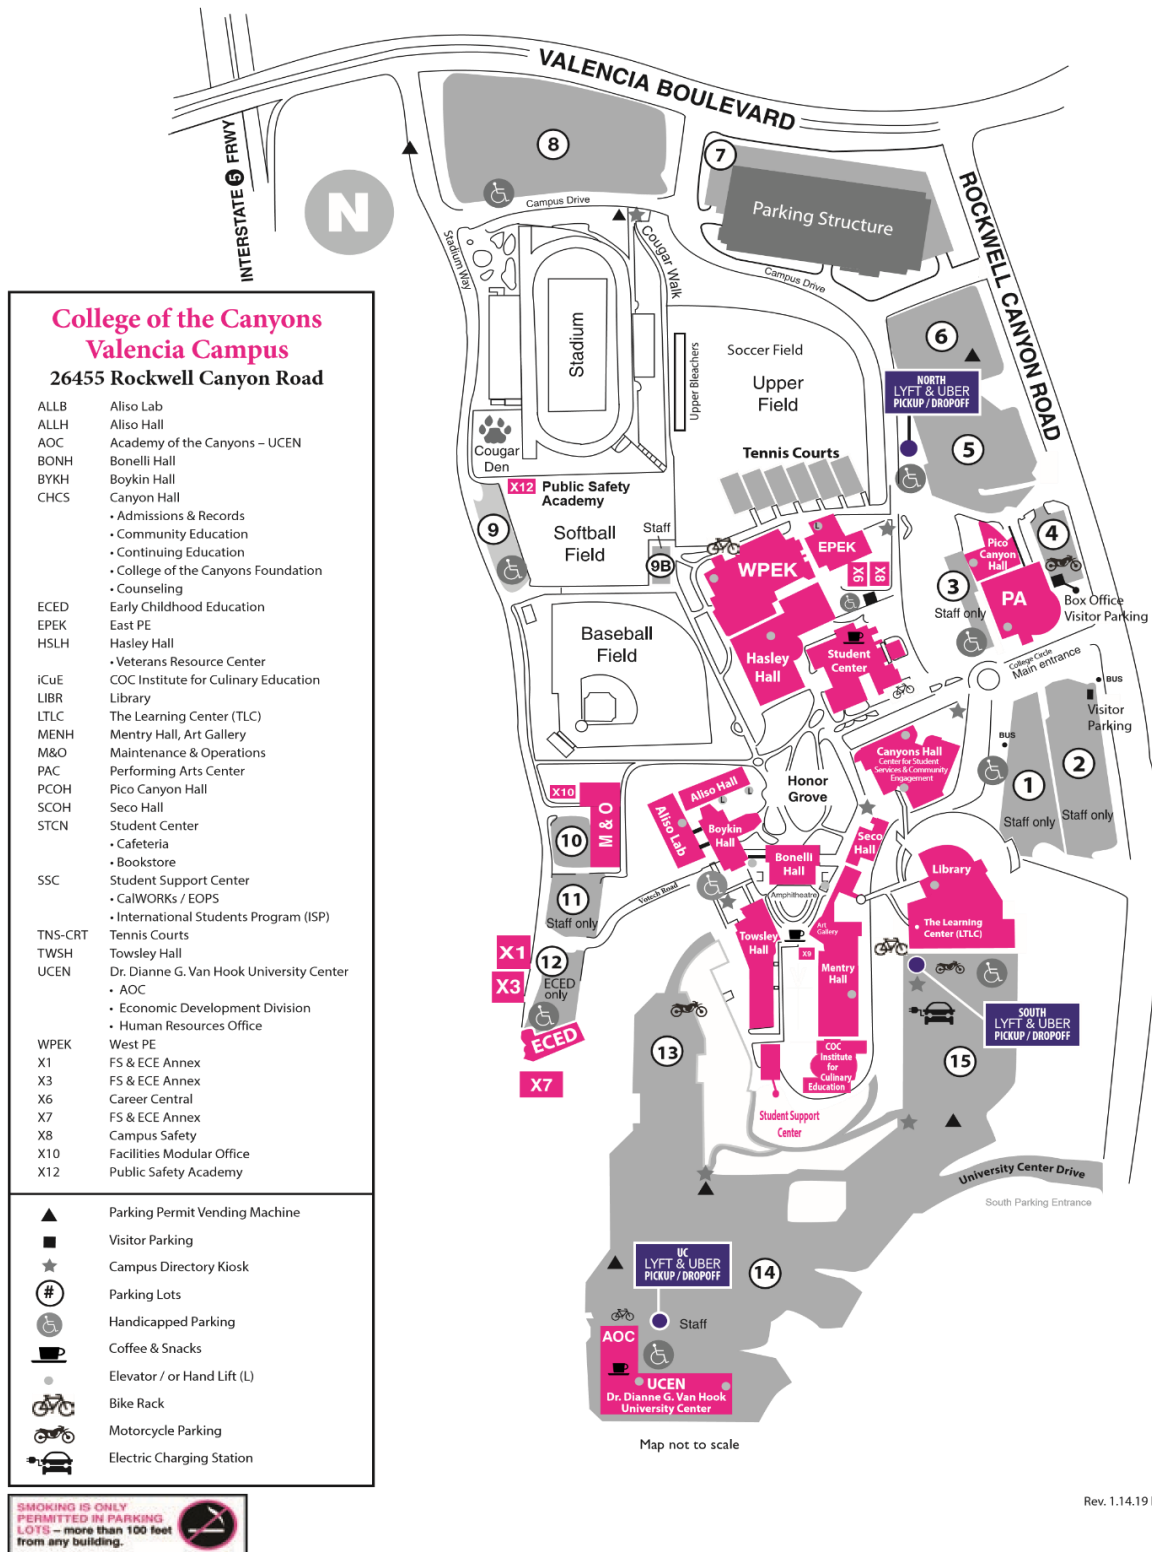 VALENCIA BOULEVARD
INTERSTATE 5 FRWY
ROCKWELL CANYON ROAD
N
8
7
Parking Structure
Campus Drive
Stadium Way
Cougar Walk
Campus Drive
Stadium
Upper Bleachers
Soccer Field
Upper
Field
6
NORTH
LYFT & UBER
PICKUP / DROPOFF
5
Cougar
Den
Tennis Courts
X12 Public Safety
Academy
9
Softball
Field
Staff
9B
WPEK
L
EPEK
X6
X8
Pico
Canyon
Hall
4
3
Staff only
PA
Box Office
Visitor Parking
Baseball
Field
Hasley
Hall
Student
Center
College Circle
Main entrance
BUS
Visitor
Parking
BUS
Canyons Hall
Center for Student
Services & Community
Engagement
1
Staff only
2
Staff only
Honor
Grove
X10
M & O
10
Aliso Hall
L
L
Aliso Lab
Boykin
Hall
Bonelli
Hall
Seco
Hall
Library
The Learning
Center (LTLC)
11
Staff only
Votech Road
Amphitheatre
Art
Gallery
Towsley
Hall
X9
Mentry
Hall
X1
X3
12
ECED
only
ECED
X7
13
SOUTH
LYFT & UBER
PICKUP / DROPOFF
15
COC
Institute
for
Culinary
Education
Student Support
Center
University Center Drive
South Parking Entrance
UC
LYFT & UBER
PICKUP / DROPOFF
14
Staff
AOC
UCEN
Dr. Dianne G. Van Hook
University Center
Map not to scale
Rev. 1.14.19
College of the Canyons
Valencia Campus
26455 Rockwell Canyon Road
ALLB Aliso Lab
ALLH Aliso Hall
AOC Academy of the Canyons – UCEN
BONH Bonelli Hall
BYKH Boykin Hall
CHCS Canyon Hall
• Admissions & Records
• Community Education
• Continuing Education
• College of the Canyons Foundation
• Counseling
ECED Early Childhood Education
EPEK East PE
HSLH Hasley Hall
• Veterans Resource Center
iCuE COC Institute for Culinary Education
LIBR Library
LTLC The Learning Center (TLC)
MENH Mentry Hall, Art Gallery
M&O Maintenance & Operations
PAC Performing Arts Center
PCOH Pico Canyon Hall
SCOH Seco Hall
STCN Student Center
• Cafeteria
• Bookstore
SSC Student Support Center
• CalWORKs / EOPS
• International Students Program (ISP)
TNS-CRT Tennis Courts
TWSH Towsley Hall
UCEN Dr. Dianne G. Van Hook University Center
• AOC
• Economic Development Division
• Human Resources Office
WPEK West PE
X1 FS & ECE Annex
X3 FS & ECE Annex
X6 Career Central
X7 FS & ECE Annex
X8 Campus Safety
X10 Facilities Modular Office
X12 Public Safety Academy
Parking Permit Vending Machine
Visitor Parking
Campus Directory Kiosk
# Parking Lots
Handicapped Parking
Coffee & Snacks
Elevator / or Hand Lift (L)
Bike Rack
Motorcycle Parking
Electric Charging Station
SMOKING IS ONLY
PERMITTED IN PARKING
LOTS – more than 100 feet
from any building.